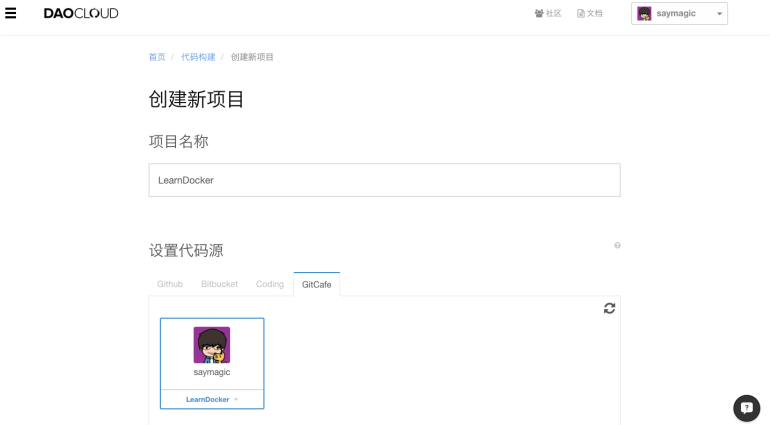 DAOCLOUD
社区 文档 saymagic
首页 / 代码构建 / 创建新项目
创建新项目
项目名称
LearnDocker
设置代码源
Github Bitbucket Coding GitCafe
saymagic
LearnDocker